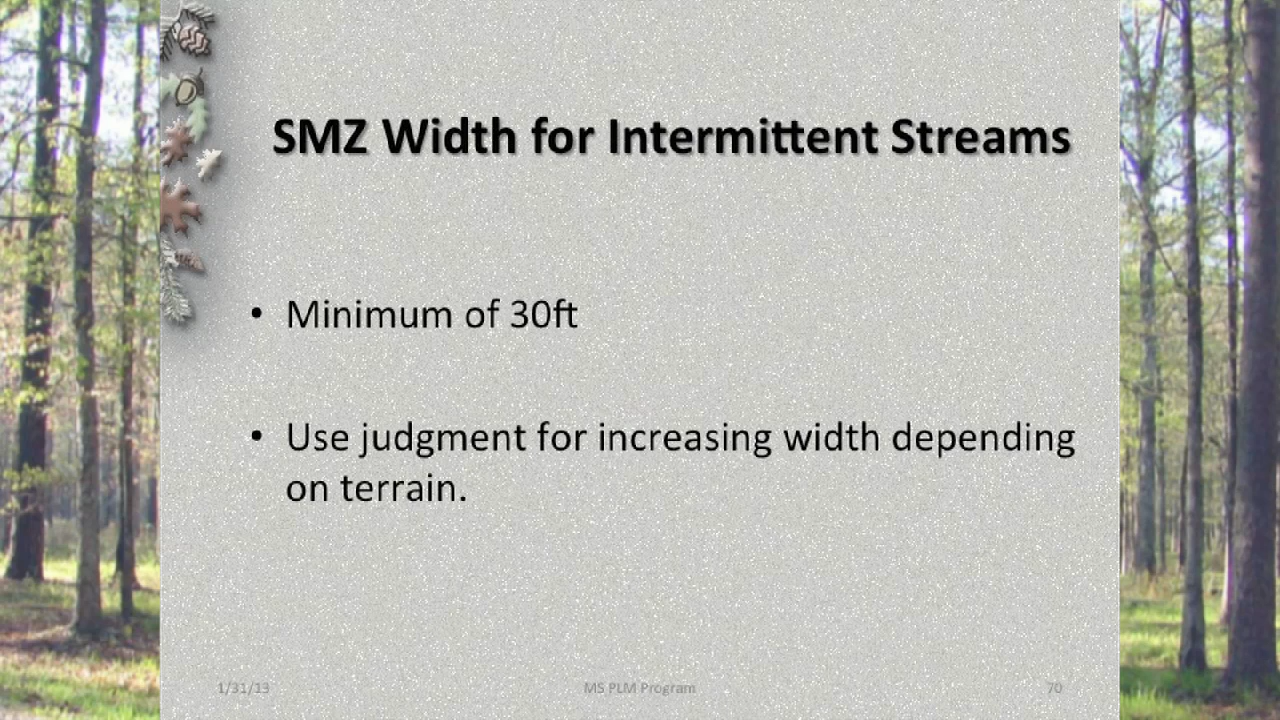 SMZ Width for Intermittent Streams
• Minimum of 30ft
• Use judgment for increasing width depending
on terrain.
1/31/13 MS PLM Program 70